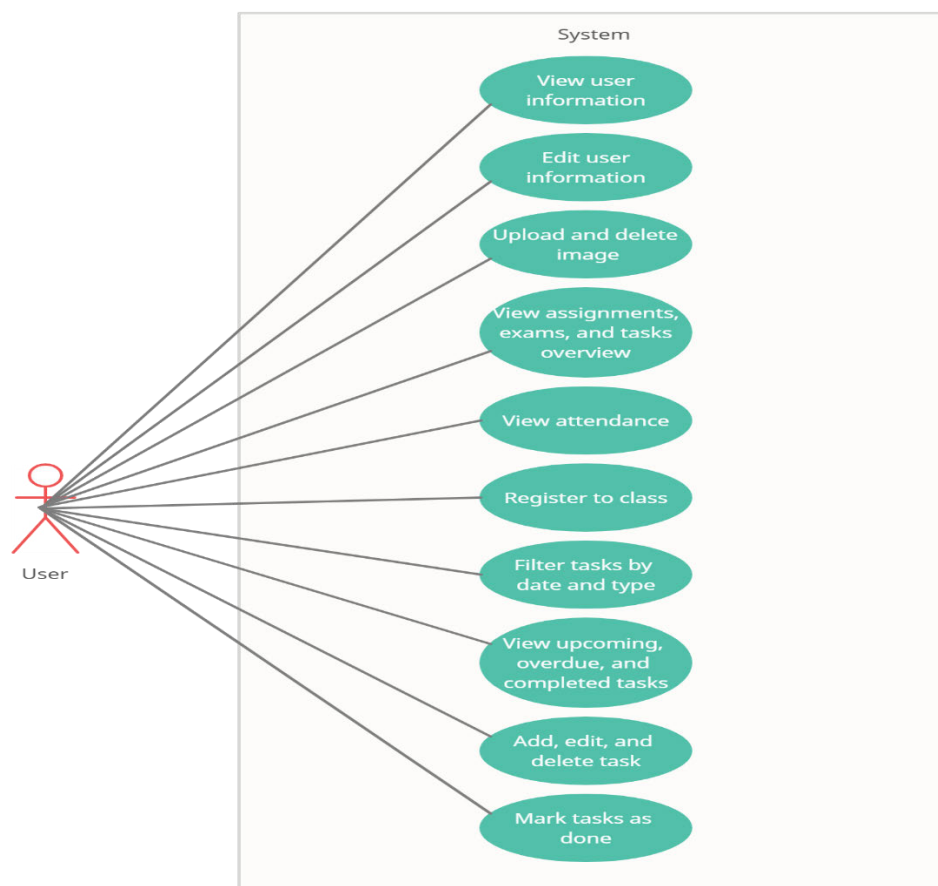 System
View user
information
Edit user
information
Upload and delete
image
View assignments,
exams, and tasks
overview
View attendance
Register to class
User
Filter tasks by
date and type
View upcoming,
overdue, and
completed tasks
Add, edit, and
delete task
Mark tasks as
done